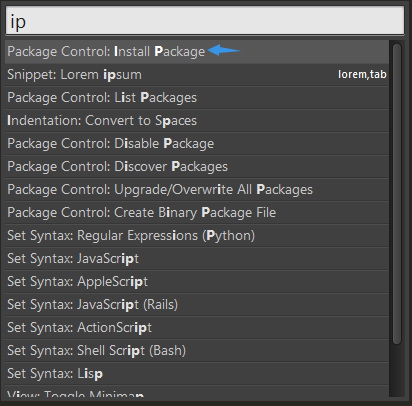 ip
Package Control: Install Package
Snippet: Lorem ipsum lorem,tab
Package Control: List Packages
Indentation: Convert to Spaces
Package Control: Disable Package
Package Control: Discover Packages
Package Control: Upgrade/Overwrite All Packages
Package Control: Create Binary Package File
Set Syntax: Regular Expressions (Python)
Set Syntax: JavaScript
Set Syntax: AppleScript
Set Syntax: JavaScript (Rails)
Set Syntax: ActionScript
Set Syntax: Shell Script (Bash)
Set Syntax: Lisp
View: Toggle Minimap